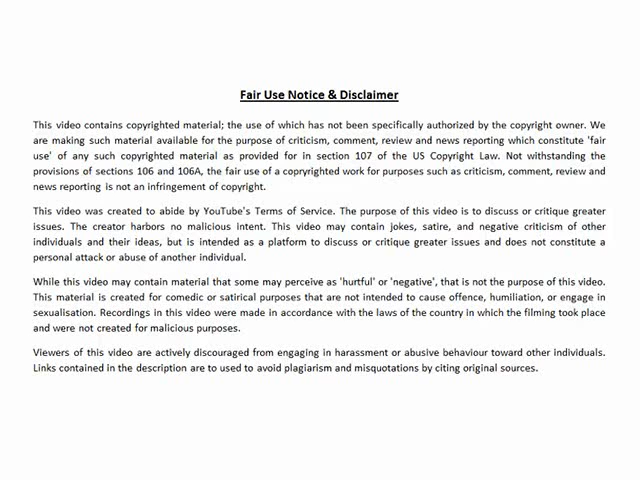 Fair Use Notice & Disclaimer
This video contains copyrighted material; the use of which has not been specifically authorized by the copyright owner. We
are making such material available for the purpose of criticism, comment, review and news reporting which constitute 'fair
use' of any such copyrighted material as provided for in section 107 of the US Copyright Law. Not withstanding the
provisions of sections 106 and 106A, the fair use of a copyrighted work for purposes such as criticism, comment, review and
news reporting is not an infringement of copyright.
This video was created to abide by YouTube's Terms of Service. The purpose of this video is to discuss or critique greater
issues. The creator harbors no malicious intent. This video may contain jokes, satire, and negative criticism of other
individuals and their ideas, but is intended as a platform to discuss or critique greater issues and does not constitute a
personal attack or abuse of another individual.
While this video may contain material that some may perceive as 'hurtful' or 'negative', that is not the purpose of this video.
This material is created for comedic or satirical purposes that are not intended to cause offence, humiliation, or engage in
sexualisation. Recordings in this video were made in accordance with the laws of the country in which the filming took place
and were not created for malicious purposes.
Viewers of this video are actively discouraged from engaging in harassment or abusive behaviour toward other individuals.
Links contained in the description are to used to avoid plagiarism and misquotations by citing original sources.